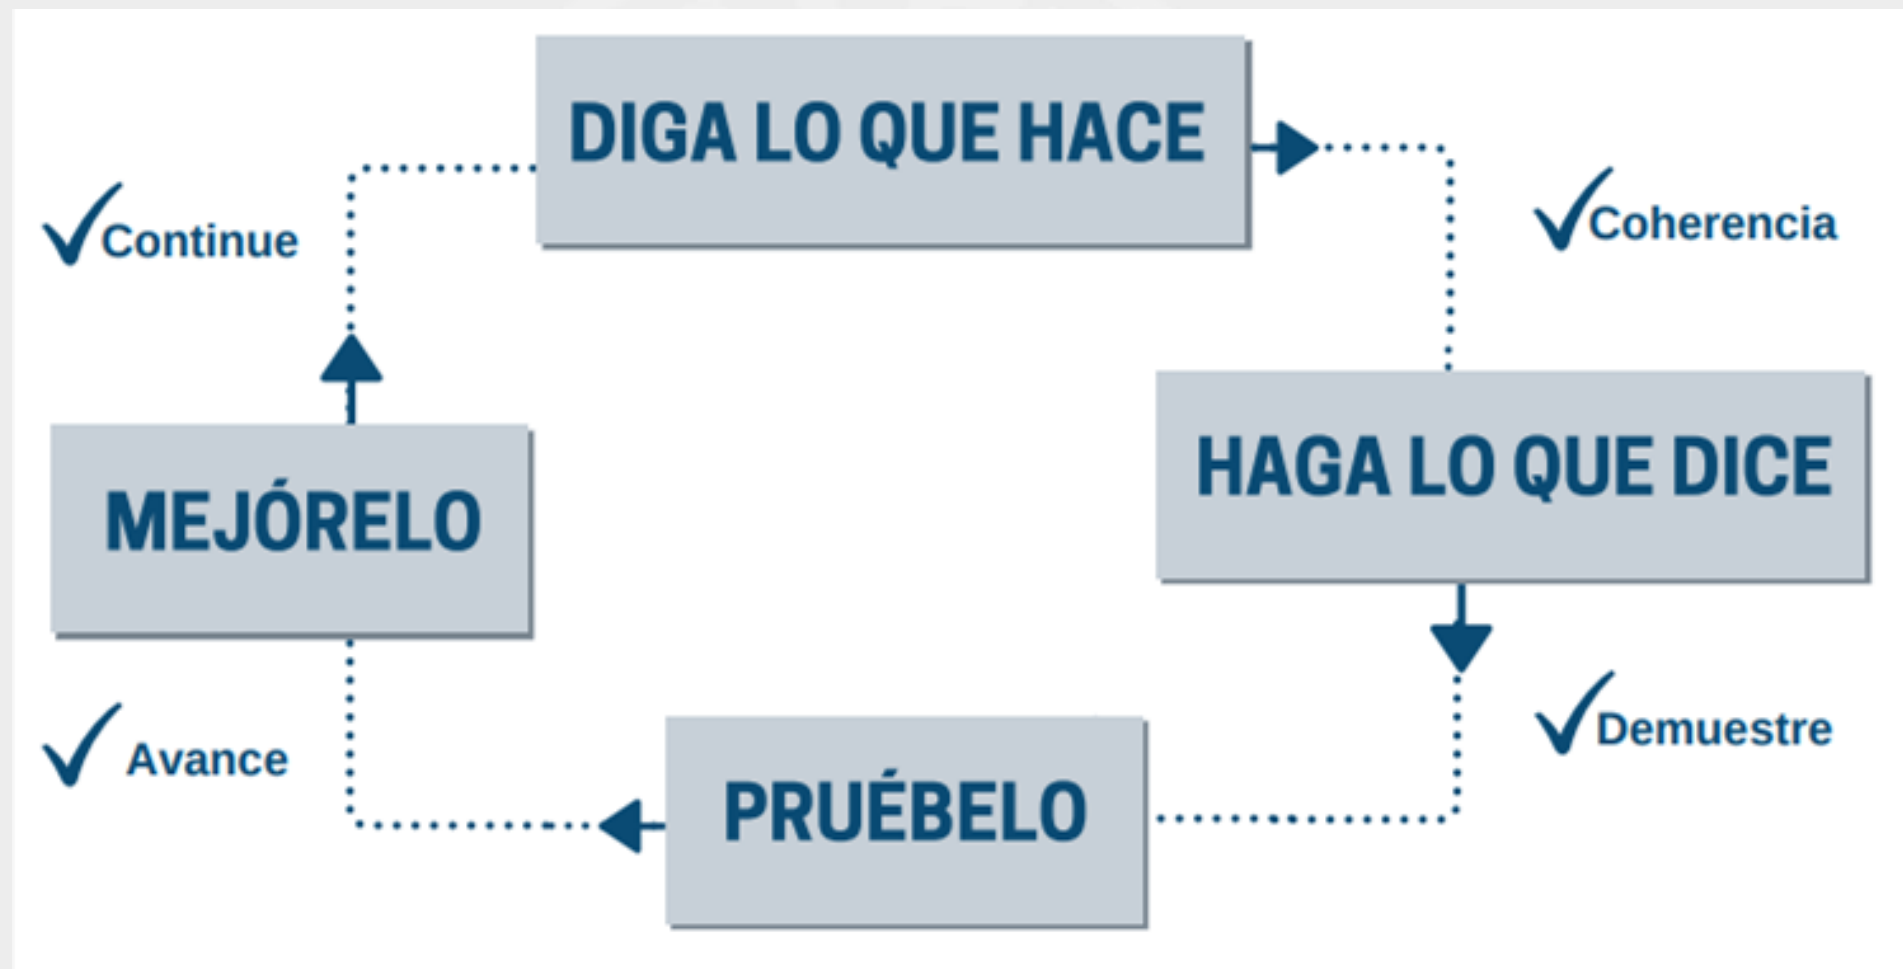 DIGA LO QUE HACE
Coherencia
HAGA LO QUE DICE
Demuestre
PRUÉBELO
Avance
MEJÓRELO
Continue